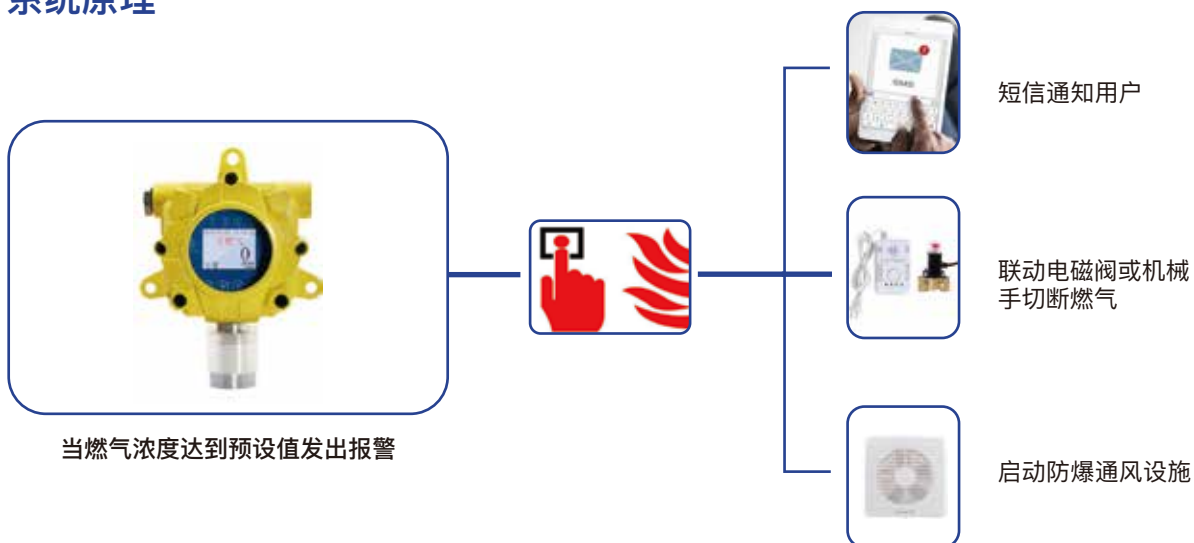 系统原理
短信通知用户
联动电磁阀或机械
手切断燃气
当燃气浓度达到预设值发出报警
启动防爆通风设施